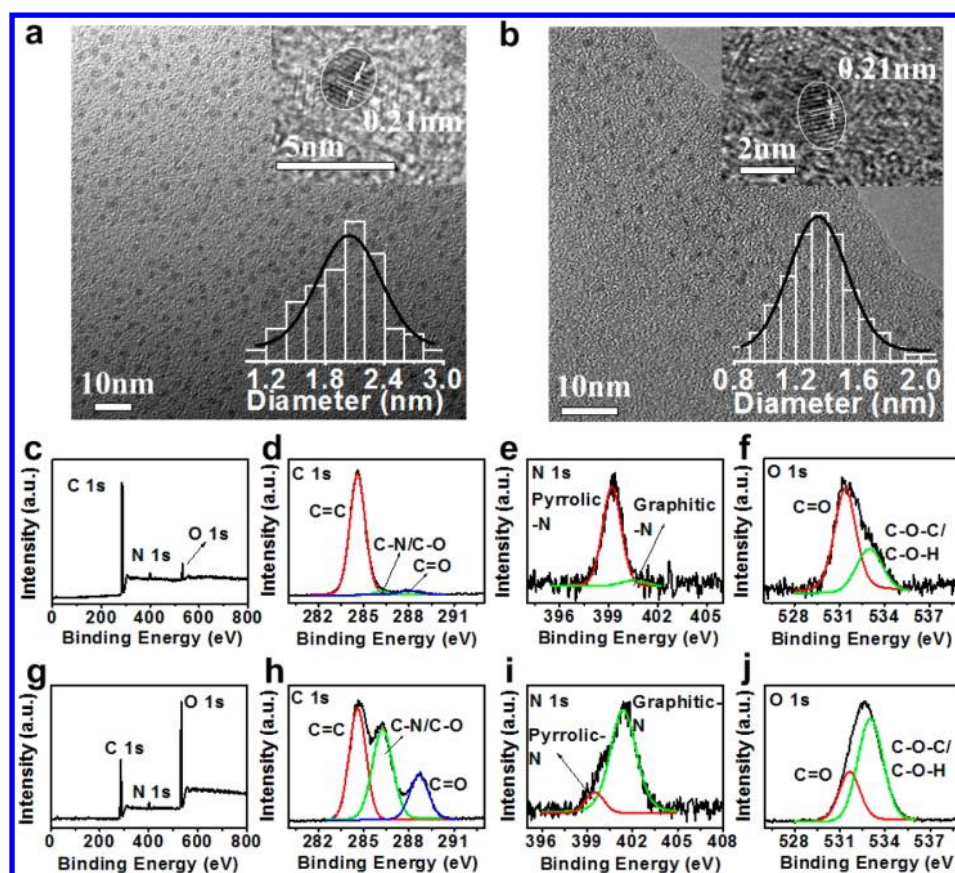 a
0.21nm
5nm
10nm
1.2 1.8 2.4 3.0
Diameter (nm)
b
0.21nm
2nm
10nm
0.8 1.2 1.6 2.0
Diameter (nm)
c
Intensity (a.u.)
C 1s
N 1s
O 1s
0 200 400 600 800
Binding Energy (eV)
d
Intensity (a.u.)
C 1s
C=C
C-N/C-O
C=O
282 285 288 291
Binding Energy (eV)
e
Intensity (a.u.)
N 1s
Pyrrolic
-N
Graphitic
-N
396 399 402 405
Binding Energy (eV)
f
Intensity (a.u.)
O 1s
C=O
C-O-C/
C-O-H
528 531 534 537
Binding Energy (eV)
g
Intensity (a.u.)
O 1s
C 1s
N 1s
0 200 400 600 800
Binding Energy (eV)
h
Intensity (a.u.)
C 1s
C=C
C-N/C-O
C=O
282 285 288 291
Binding Energy (eV)
i
Intensity (a.u.)
N 1s
Graphitic-
N
Pyrrolic-
N
396 399 402 405 408
Binding Energy (eV)
j
Intensity (a.u.)
O 1s
C=O
C-O-C/
C-O-H
528 531 534 537
Binding Energy (eV)